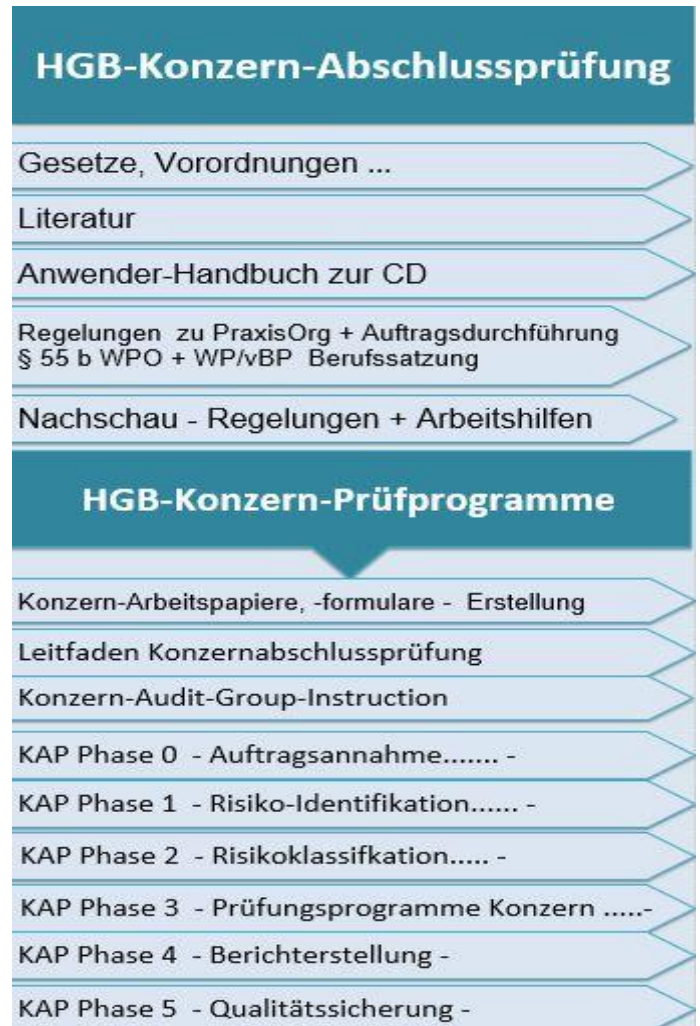 HGB-Konzern-Abschlussprüfung
Gesetze, Vorordnungen ...
Literatur
Anwender-Handbuch zur CD
Regelungen zu PraxisOrg + Auftragsdurchführung
§ 55 b WPO + WP/vBP Berufssatzung
Nachschau - Regelungen + Arbeitshilfen
HGB-Konzern-Prüfprogramme
Konzern-Arbeitspapiere, -formulare - Erstellung
Leitfaden Konzernabschlussprüfung
Konzern-Audit-Group-Instruction
KAP Phase 0 - Auftragsannahme....... -
KAP Phase 1 - Risiko-Identifikation...... -
KAP Phase 2 - Risikoklassifkation..... -
KAP Phase 3 - Prüfungsprogramme Konzern .....-
KAP Phase 4 - Berichterstellung -
KAP Phase 5 - Qualitätssicherung -